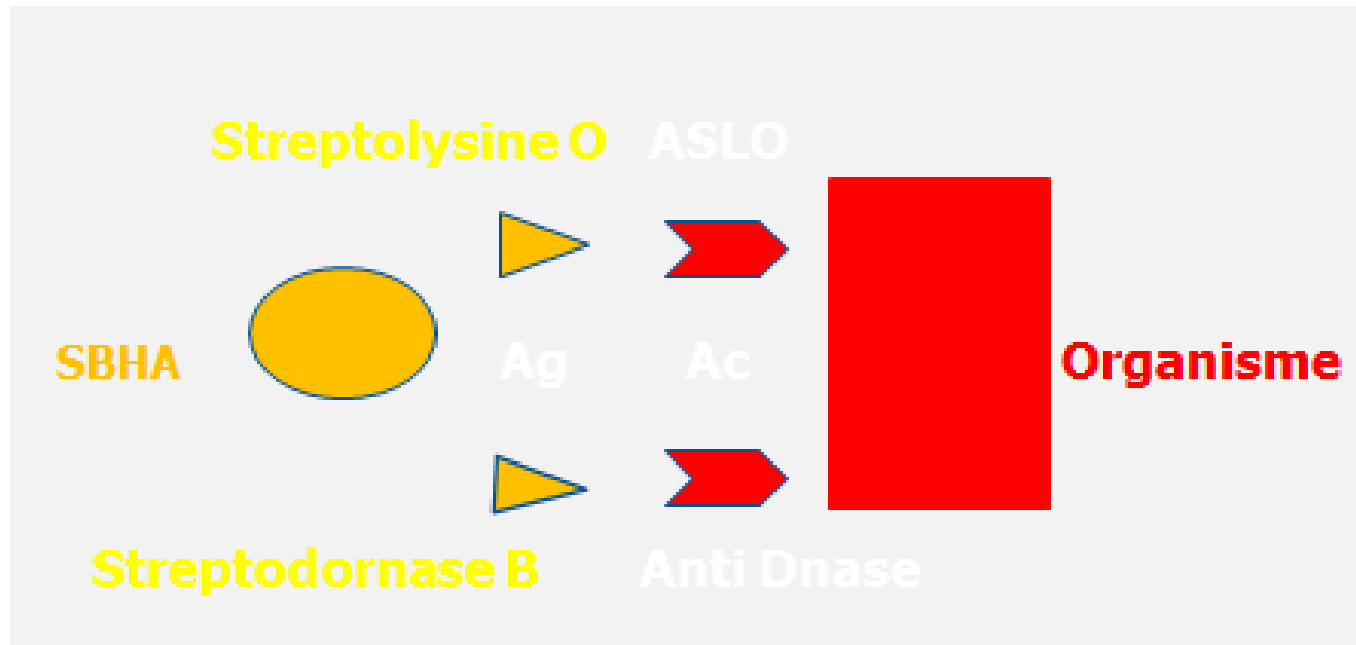 Streptolysine O ASLO
SBHA Ag Ac Organisme
Streptodornase B Anti Dnase